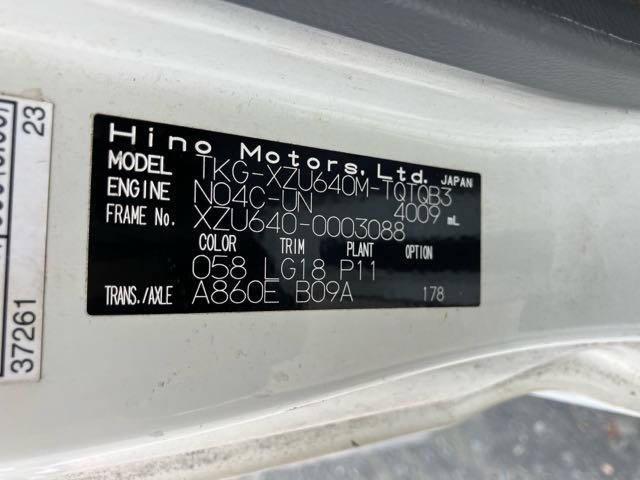 Hino Motors, Ltd. JAPAN
MODEL TKG-XZU640M-TQTQB3
ENGINE N04C-UN 4009 mL
FRAME No. XZU640-0003088
COLOR TRIM PLANT OPTION
058 LG18 P11
TRANS./AXLE A860E B09A 178
23
37261